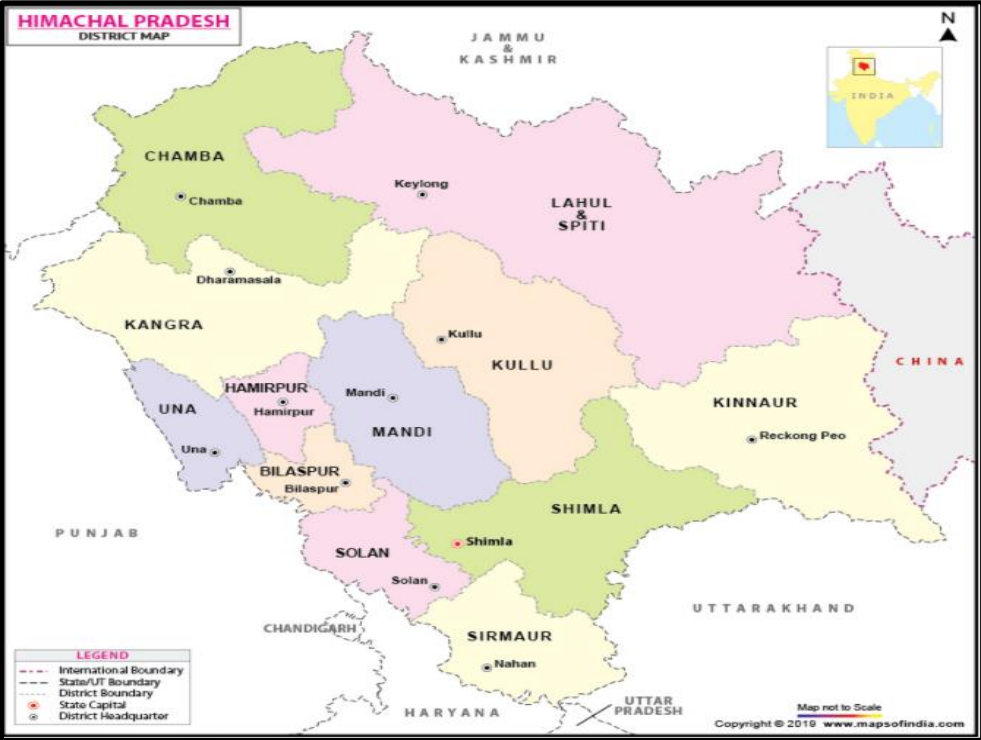 HIMACHAL PRADESH
DISTRICT MAP
JAMMU
&
KASHMIR
N
INDIA
CHAMBA
Chamba
Keylong
LAHUL
&
SPITI
Dharamasala
KANGRA
Kullu
KULLU
CHINA
HAMIRPUR
Hamirpur
UNA
Una
Mandi
MANDI
KINNAUR
Reckong Peo
BILASPUR
Bilaspur
SHIMLA
Shimla
PUNJAB
SOLAN
Solan
UTTARAKHAND
CHANDIGARH
SIRMAUR
Nahan
HARYANA
UTTAR
PRADESH
LEGEND
International Boundary
State/UT Boundary
District Boundary
State Capital
District Headquarter
Map not to Scale
Copyright © 2019 www.mapsofindia.com